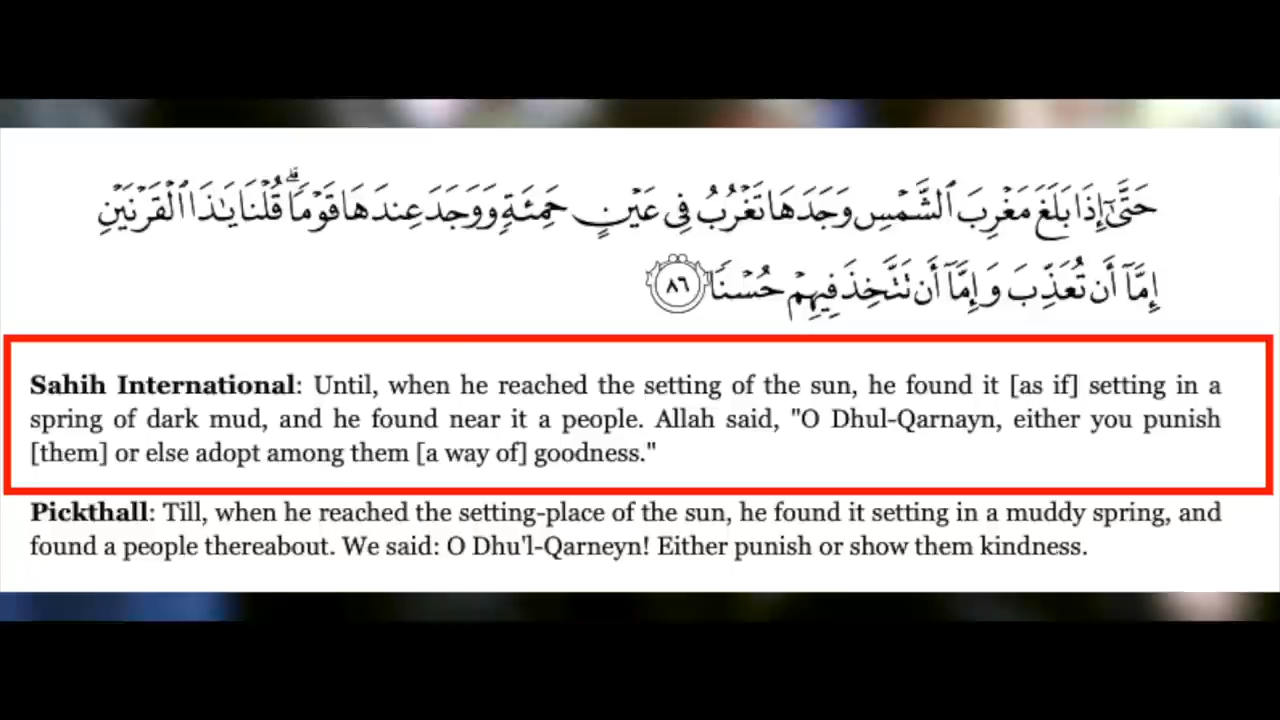 حَتَّىٰٓ إِذَا بَلَغَ مَغْرِبَ ٱلشَّمْسِ وَجَدَهَا تَغْرُبُ فِى عَيْنٍ حَمِئَةٍ وَوَجَدَ عِندَهَا قَوْمًا ۗ قُلْنَا يَـٰذَا ٱلْقَرْنَيْنِ
إِمَّآ أَن تُعَذِّبَ وَإِمَّآ أَن تَتَّخِذَ فِيهِمْ حُسْنًا ٨٦
Sahih International: Until, when he reached the setting of the sun, he found it [as if] setting in a
spring of dark mud, and he found near it a people. Allah said, "O Dhul-Qarnayn, either you punish
[them] or else adopt among them [a way of] goodness."
Pickthall: Till, when he reached the setting-place of the sun, he found it setting in a muddy spring, and
found a people thereabout. We said: O Dhu'l-Qarneyn! Either punish or show them kindness.